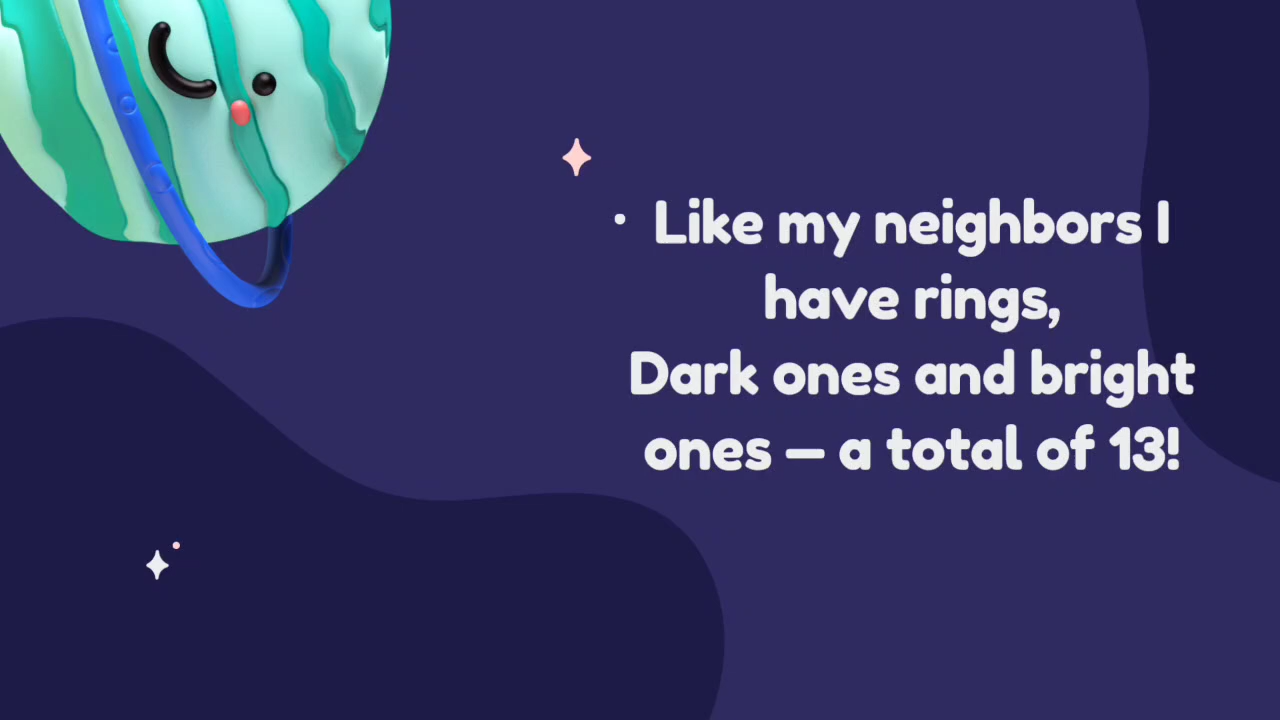 Like my neighbors I
have rings,
Dark ones and bright
ones — a total of 13!